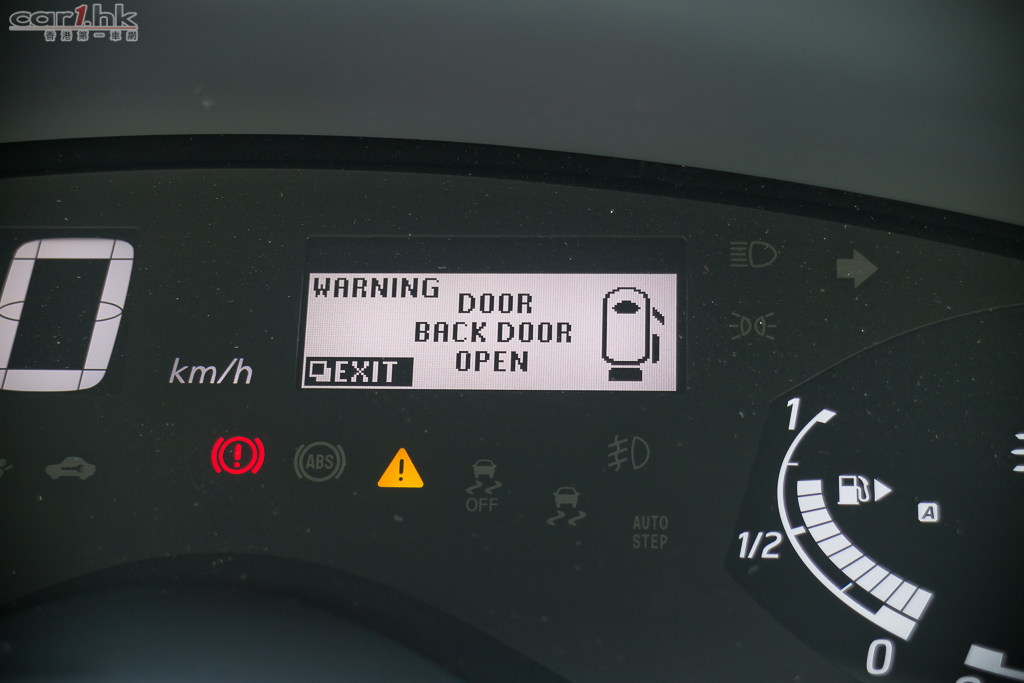 car1.hk
香港第一車網
0
km/h
WARNING
DOOR
BACK DOOR
OPEN
EXIT
ABS
OFF
AUTO
STEP
1
1/2
A
0